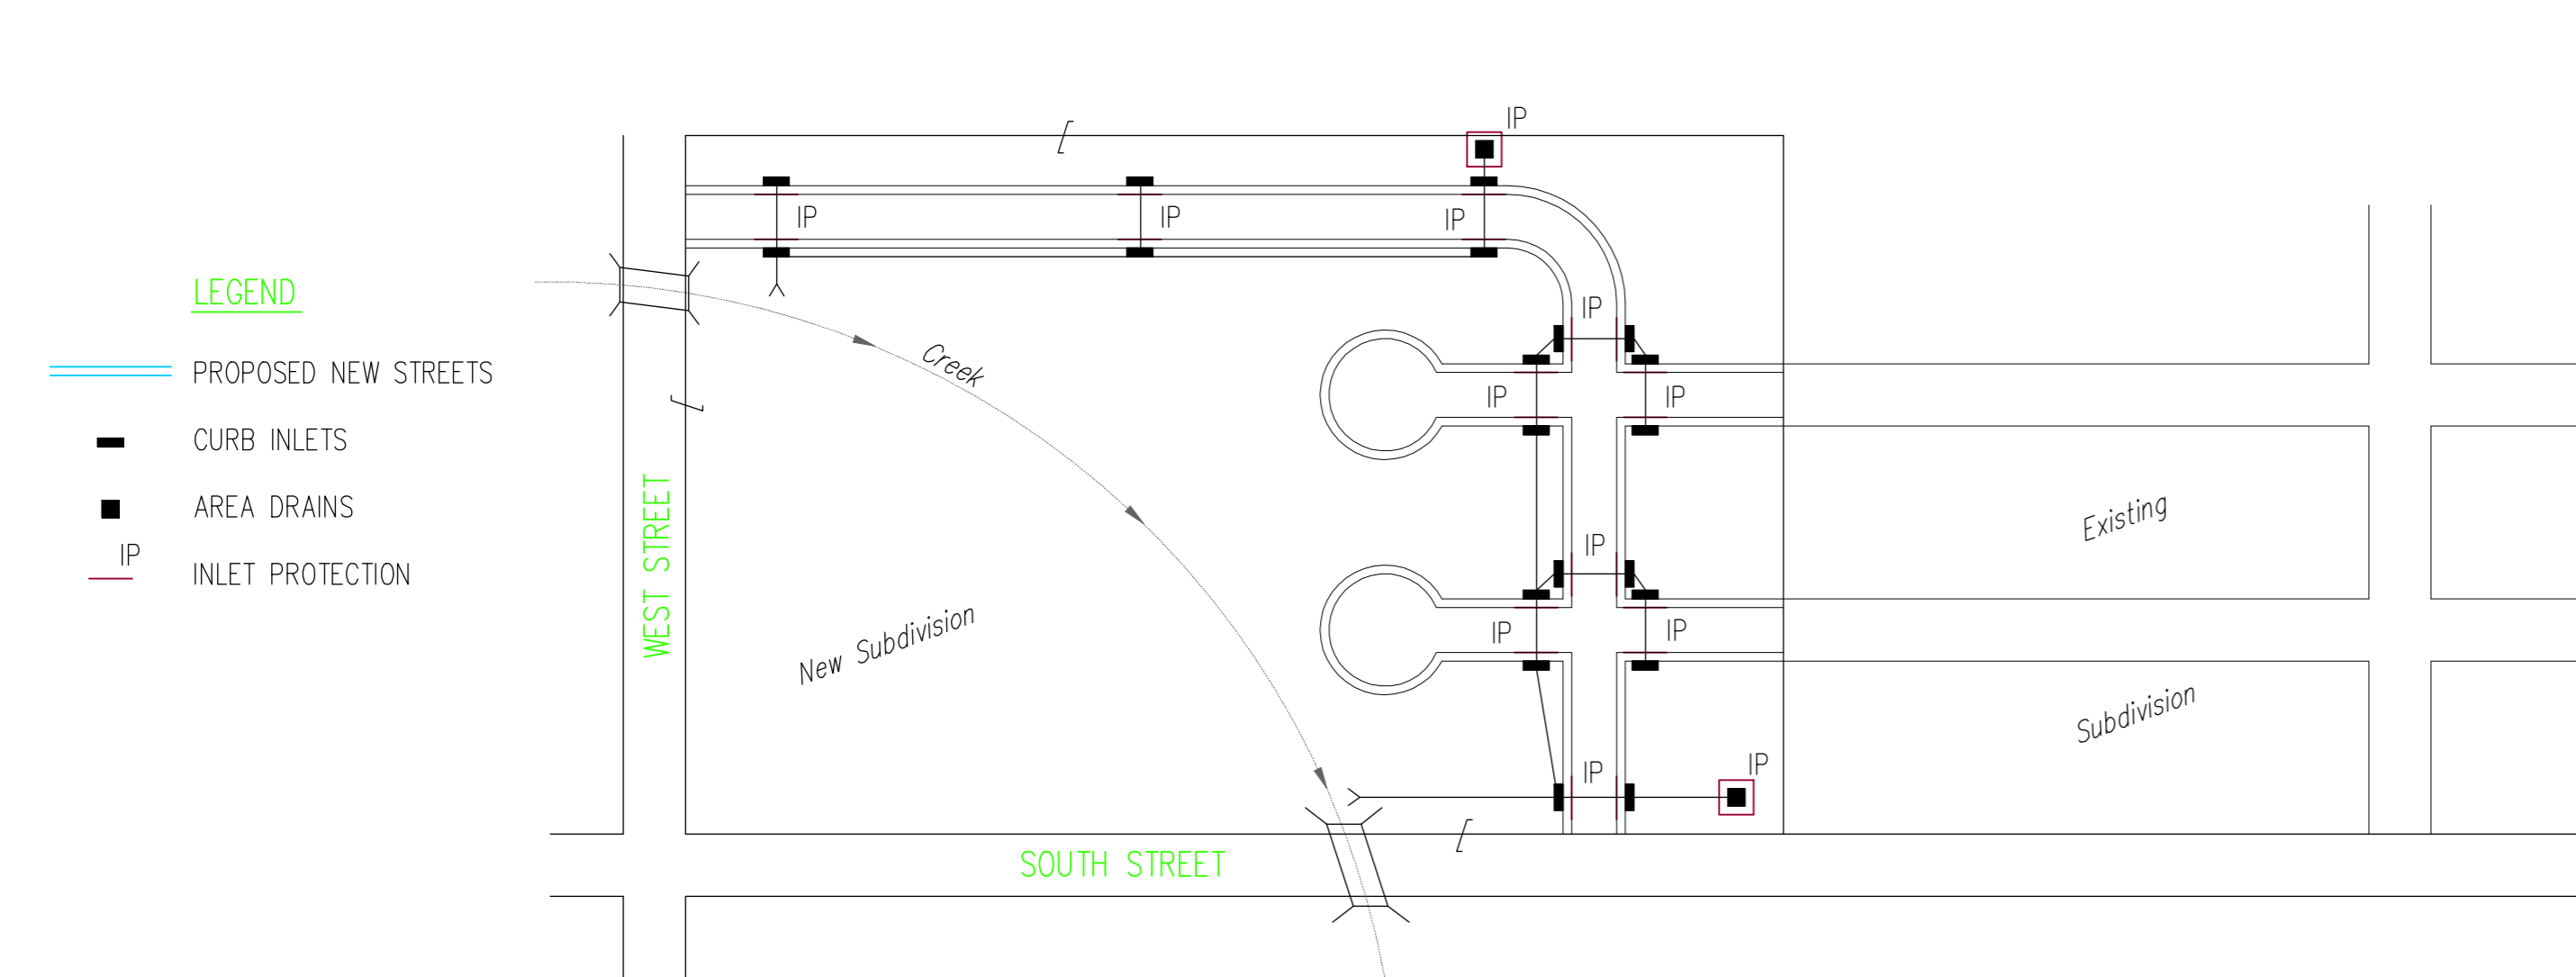 LEGEND
PROPOSED NEW STREETS
CURB INLETS
AREA DRAINS
IP
INLET PROTECTION
WEST STREET
SOUTH STREET
Creek
New Subdivision
IP
IP
IP
IP
IP
IP
IP
IP
IP
IP
IP
IP
Existing
Subdivision